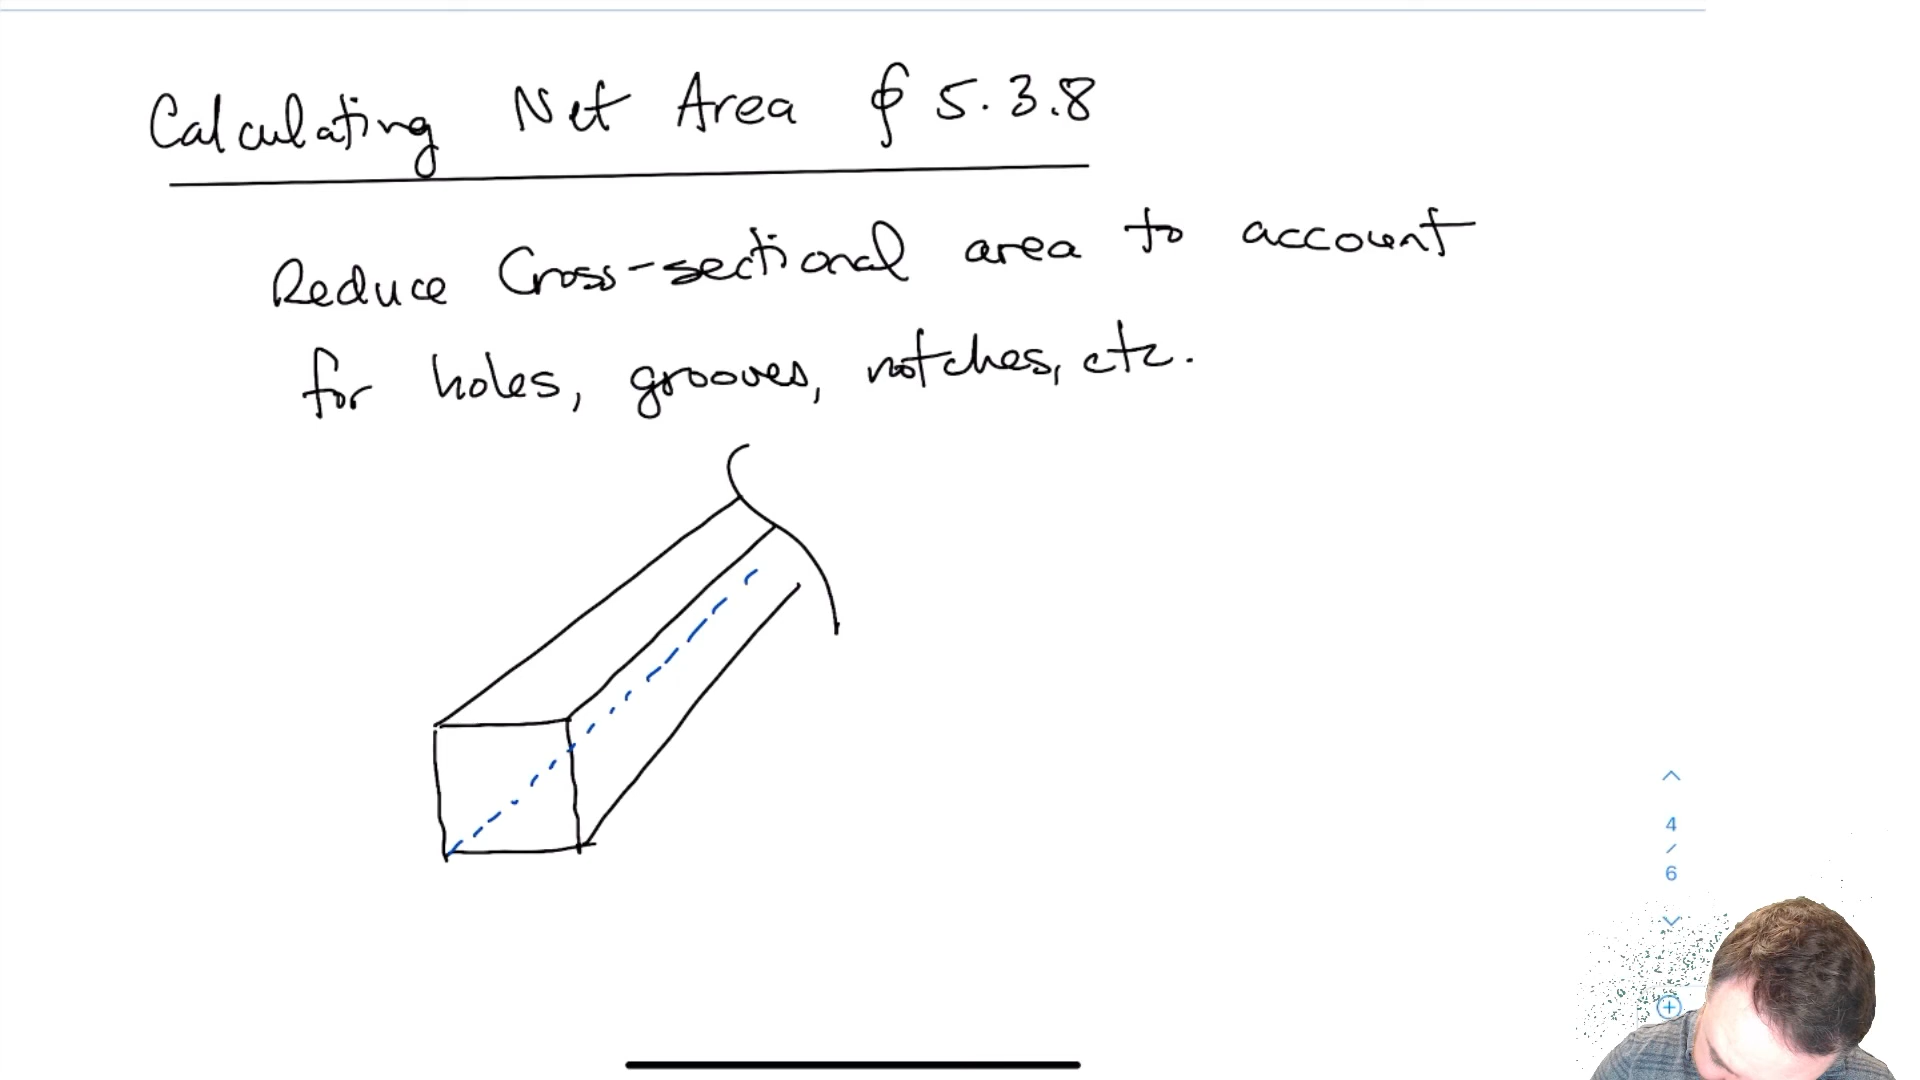 Calculating Net Area § 5.3.8
Reduce Cross-sectional area to account
for holes, grooves, notches, etc.
4
/
6